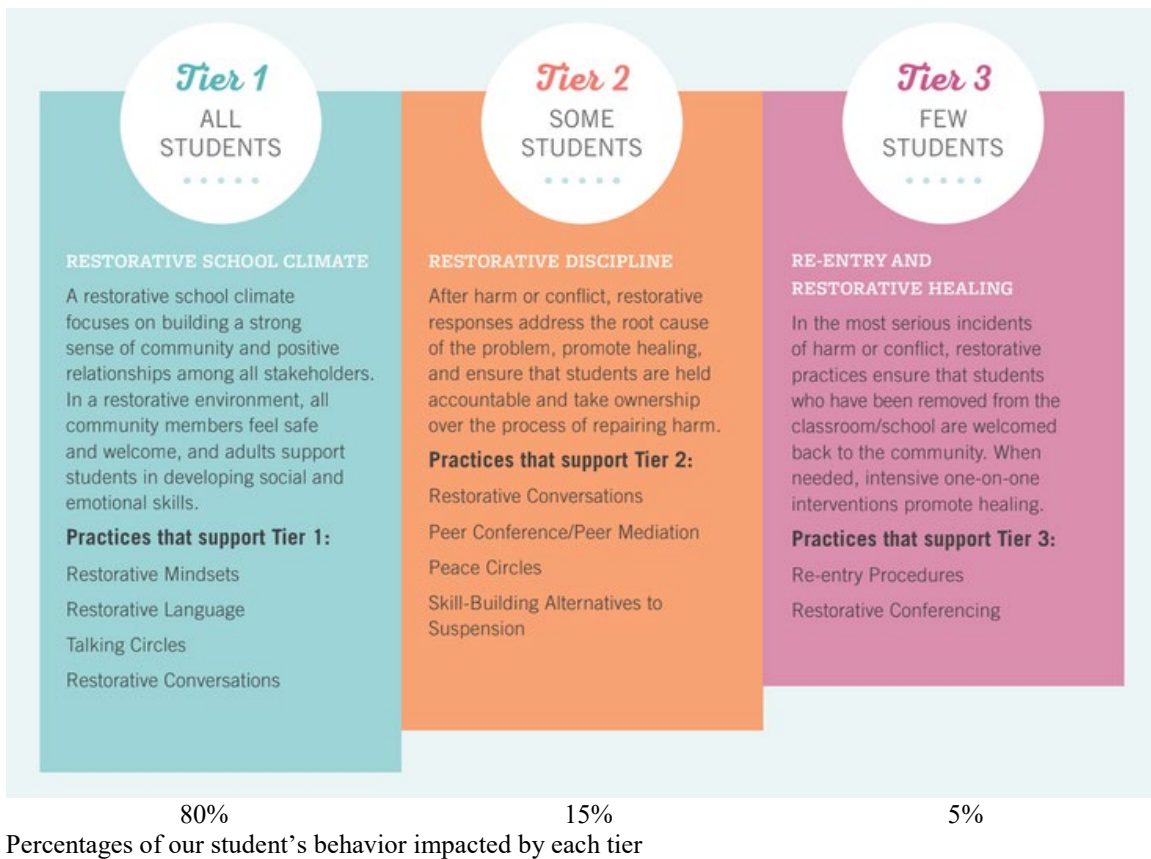 Tier 1
ALL
STUDENTS
RESTORATIVE SCHOOL CLIMATE
A restorative school climate
focuses on building a strong
sense of community and positive
relationships among all stakeholders.
In a restorative environment, all
community members feel safe
and welcome, and adults support
students in developing social and
emotional skills.
Practices that support Tier 1:
Restorative Mindsets
Restorative Language
Talking Circles
Restorative Conversations
Tier 2
SOME
STUDENTS
RESTORATIVE DISCIPLINE
After harm or conflict, restorative
responses address the root cause
of the problem, promote healing,
and ensure that students are held
accountable and take ownership
over the process of repairing harm.
Practices that support Tier 2:
Restorative Conversations
Peer Conference/Peer Mediation
Peace Circles
Skill-Building Alternatives to
Suspension
Tier 3
FEW
STUDENTS
RE-ENTRY AND
RESTORATIVE HEALING
In the most serious incidents
of harm or conflict, restorative
practices ensure that students
who have been removed from the
classroom/school are welcomed
back to the community. When
needed, intensive one-on-one
interventions promote healing.
Practices that support Tier 3:
Re-entry Procedures
Restorative Conferencing
80% 15% 5%
Percentages of our student’s behavior impacted by each tier